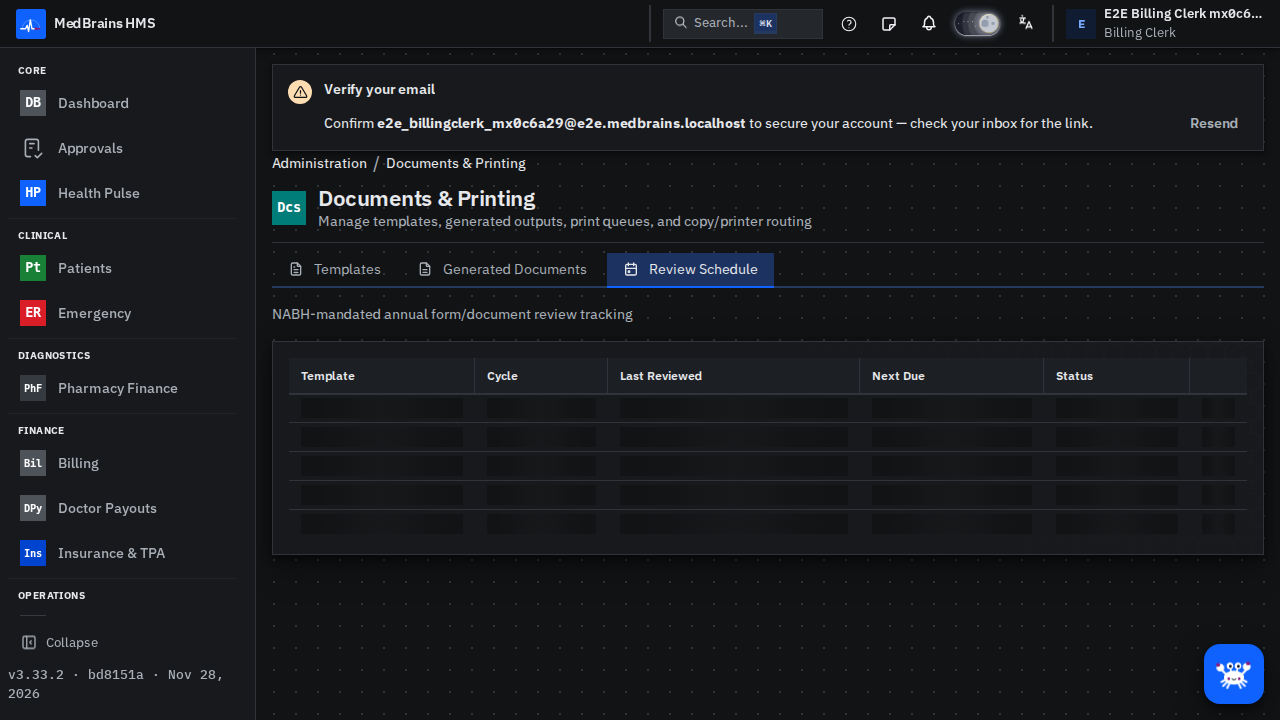 MedBrains HMS
Search...
⌘K
E
E2E Billing Clerk mx0c6...
Billing Clerk
CORE
DB Dashboard
Approvals
HP Health Pulse
CLINICAL
Pt Patients
ER Emergency
DIAGNOSTICS
PhF Pharmacy Finance
FINANCE
Bil Billing
DPy Doctor Payouts
Ins Insurance & TPA
OPERATIONS
Collapse
v3.33.2 · bd8151a · Nov 28,
2026
Verify your email
Confirm e2e_billingclerk_mx0c6a29@e2e.medbrains.localhost to secure your account — check your inbox for the link.
Resend
Administration / Documents & Printing
Dcs
Documents & Printing
Manage templates, generated outputs, print queues, and copy/printer routing
Templates
Generated Documents
Review Schedule
NABH-mandated annual form/document review tracking
Template Cycle Last Reviewed Next Due Status